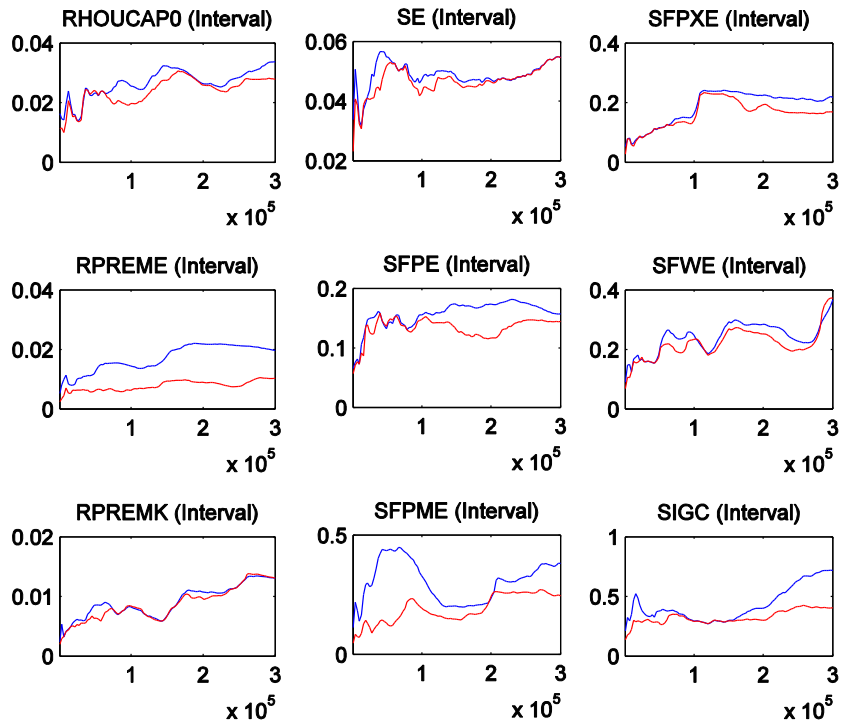 RHOUCAP0 (Interval)
0.04
0.02
0
1 2 3
x 10^5
SE (Interval)
0.06
0.04
0.02
1 2 3
x 10^5
SFPXE (Interval)
0.4
0.2
0
1 2 3
x 10^5
RPREME (Interval)
0.04
0.02
0
1 2 3
x 10^5
SFPE (Interval)
0.2
0.1
0
1 2 3
x 10^5
SFWE (Interval)
0.4
0.2
0
1 2 3
x 10^5
RPREMK (Interval)
0.02
0.01
0
1 2 3
x 10^5
SFPME (Interval)
0.5
0
1 2 3
x 10^5
SIGC (Interval)
1
0.5
0
1 2 3
x 10^5